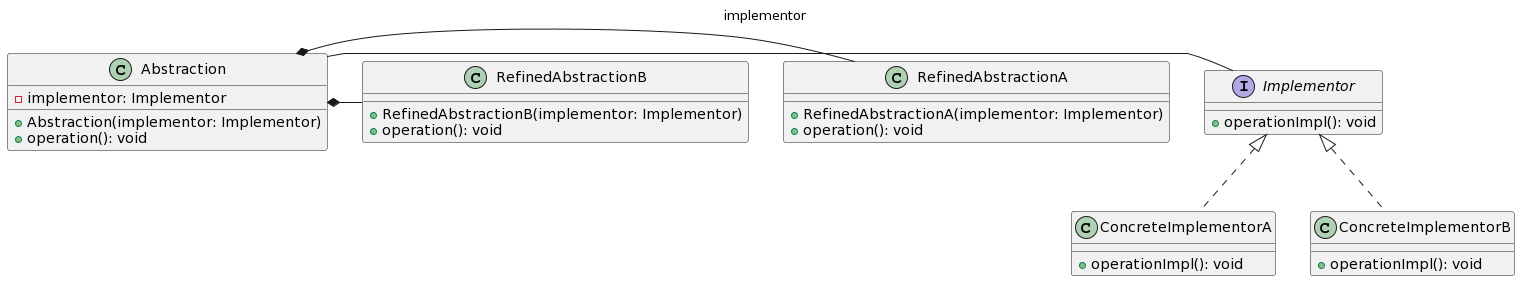 implementor
C Abstraction
implementor: Implementor
Abstraction(implementor: Implementor)
operation(): void
C RefinedAbstractionB
RefinedAbstractionB(implementor: Implementor)
operation(): void
C RefinedAbstractionA
RefinedAbstractionA(implementor: Implementor)
operation(): void
I Implementor
operationImpl(): void
C ConcreteImplementorA
operationImpl(): void
C ConcreteImplementorB
operationImpl(): void